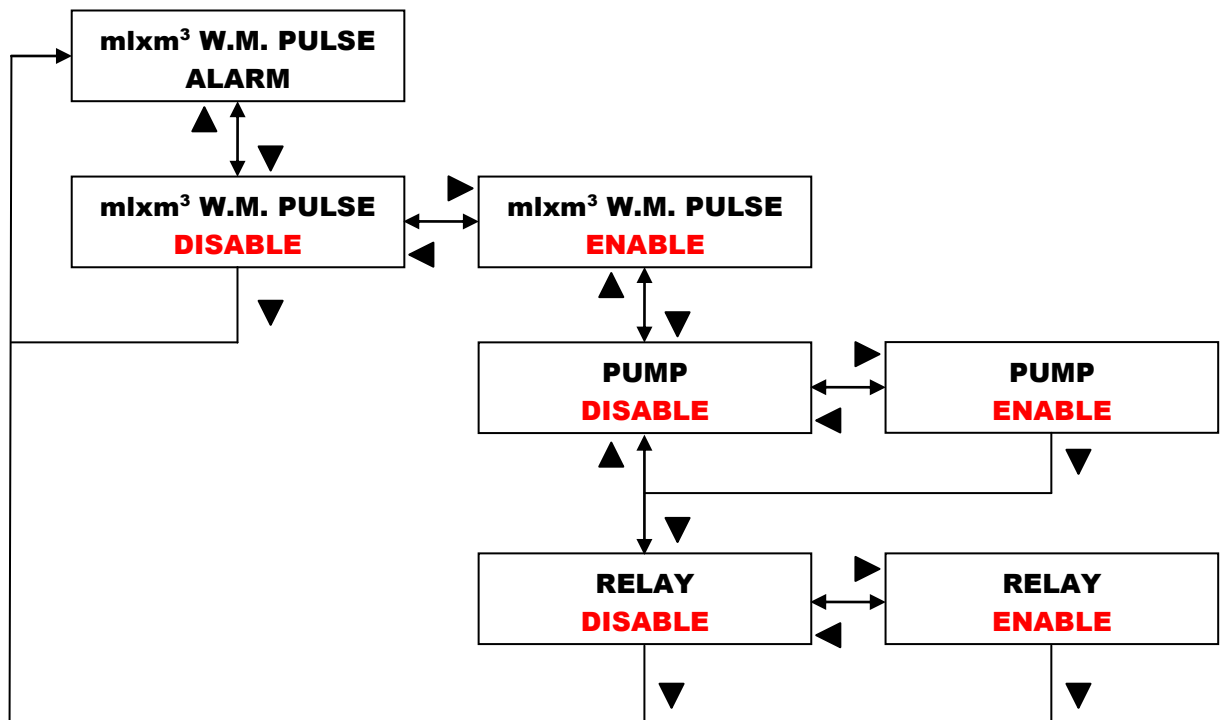 mlxm³ W.M. PULSE
ALARM
mlxm³ W.M. PULSE
DISABLE
mlxm³ W.M. PULSE
ENABLE
PUMP
DISABLE
PUMP
ENABLE
RELAY
DISABLE
RELAY
ENABLE